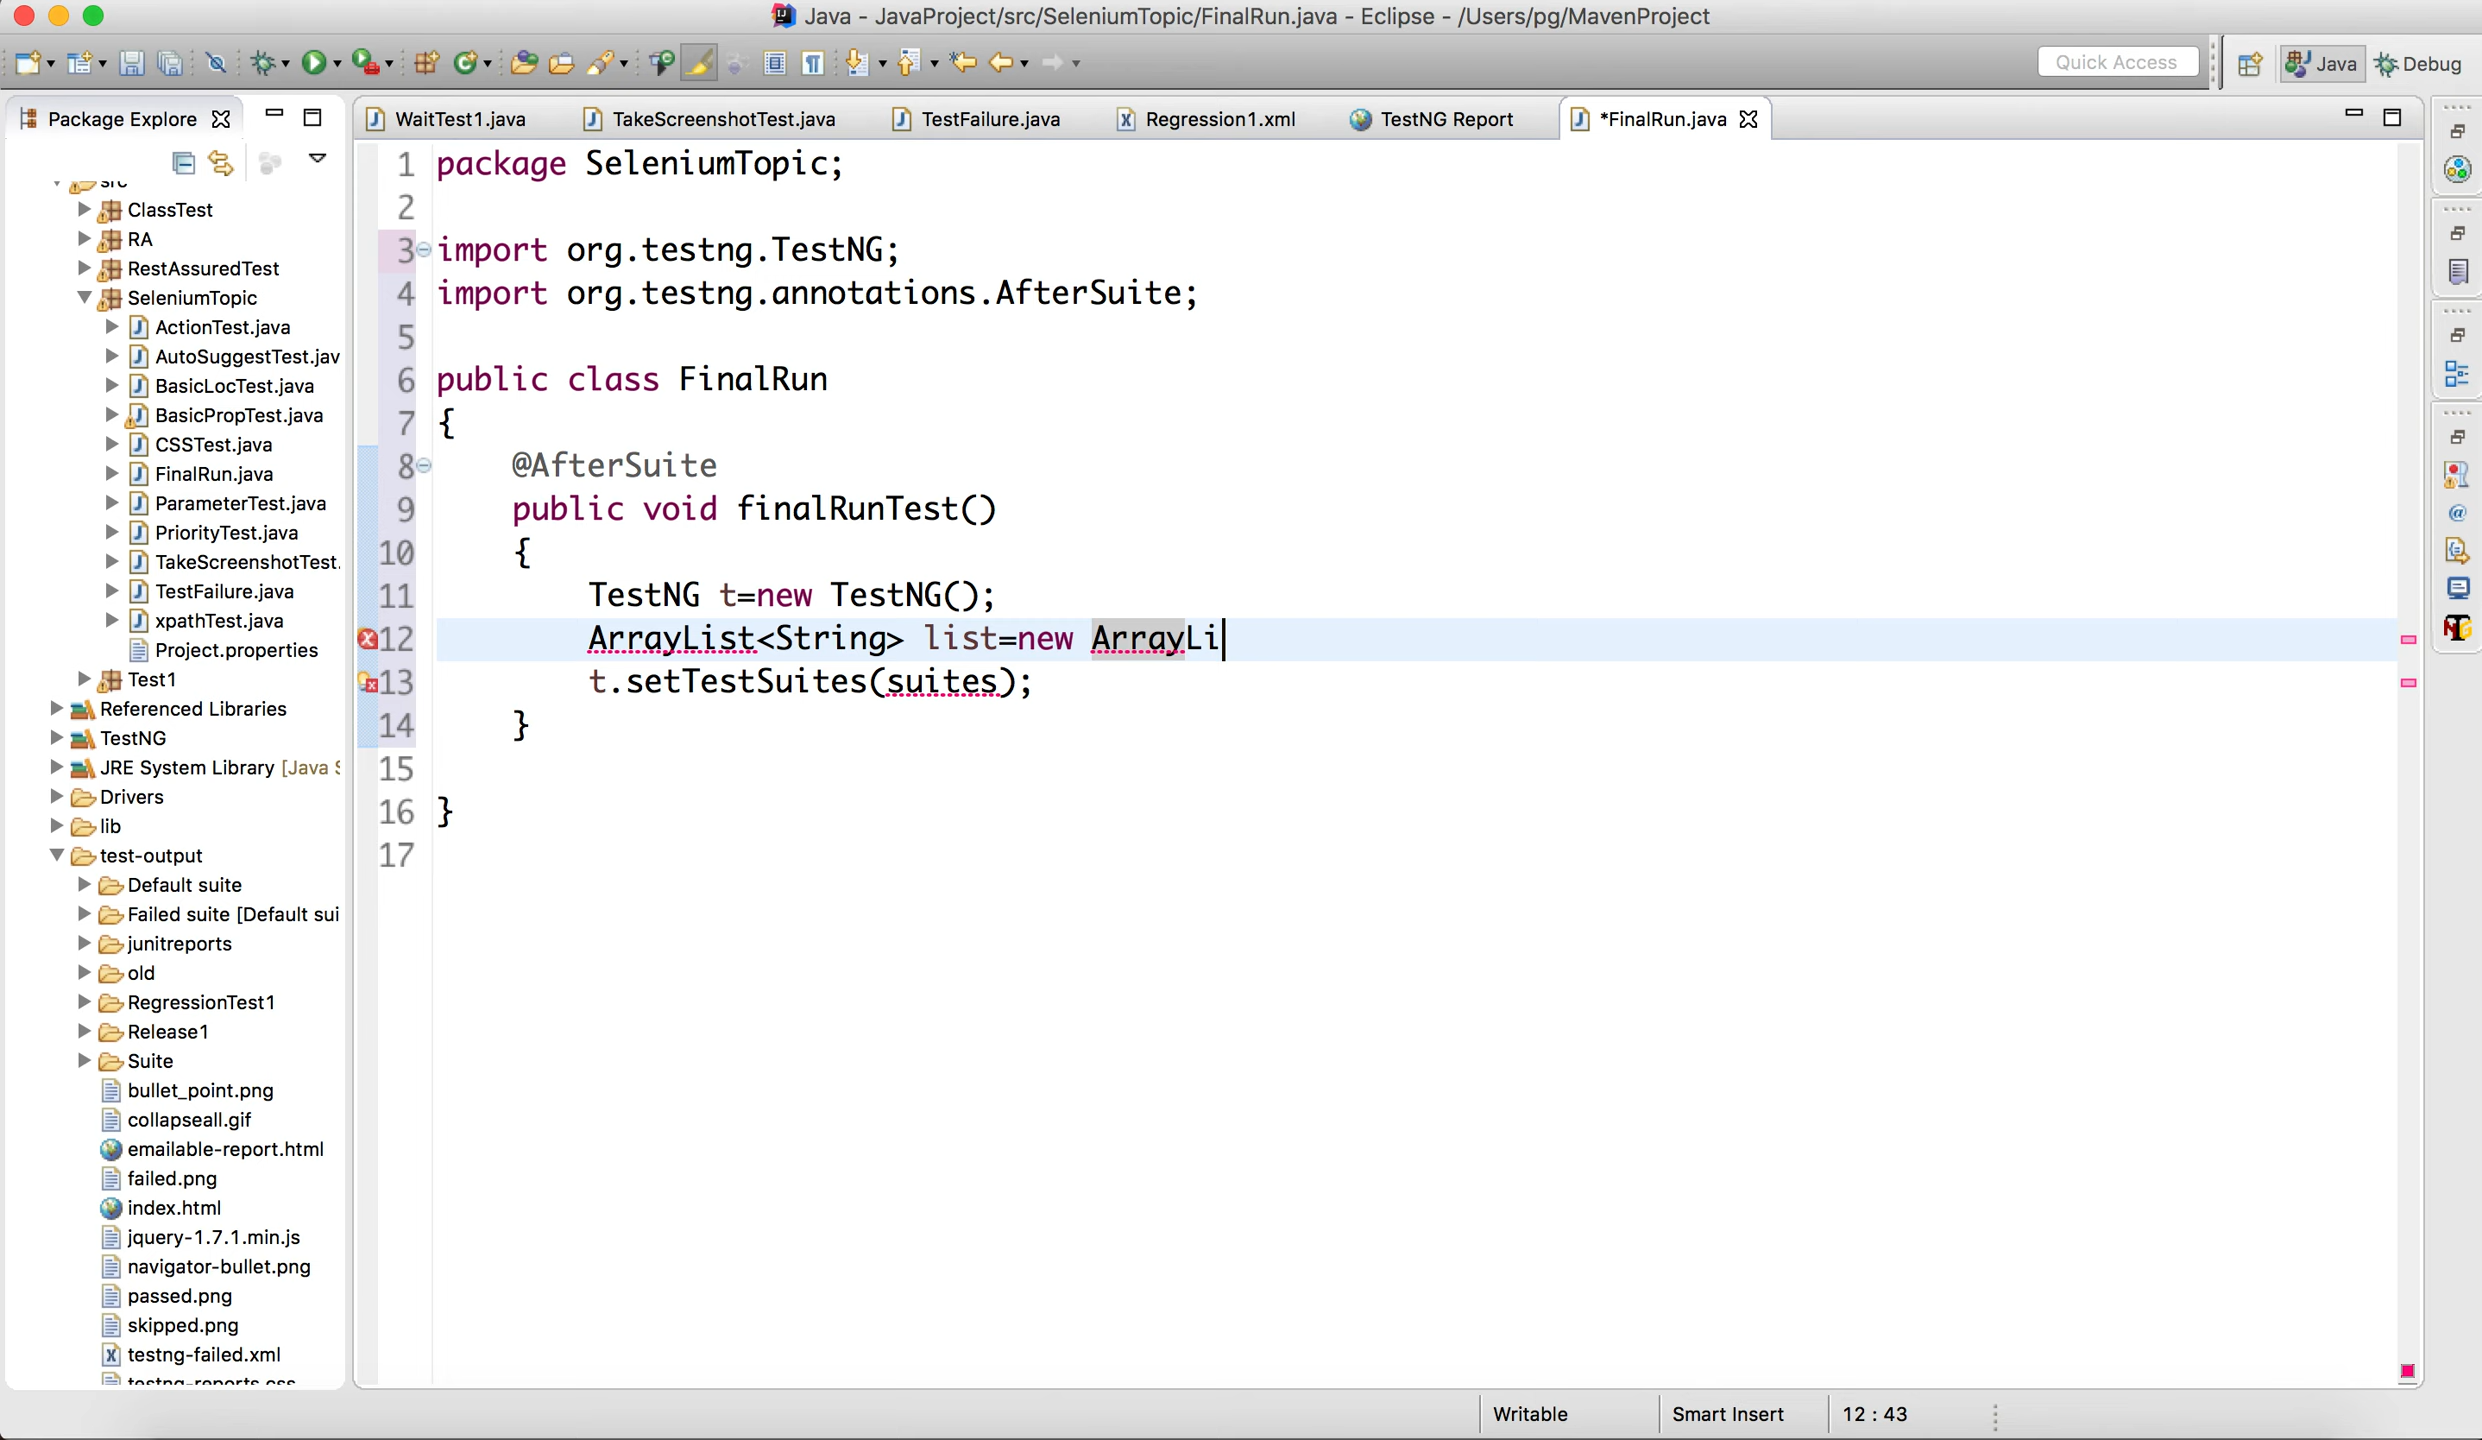 Java - JavaProject/src/SeleniumTopic/FinalRun.java - Eclipse - /Users/pg/MavenProject
Quick Access
Java
Debug
Package Explore
WaitTest1.java
TakeScreenshotTest.java
TestFailure.java
Regression1.xml
TestNG Report
*FinalRun.java
src
ClassTest
RA
RestAssuredTest
SeleniumTopic
ActionTest.java
AutoSuggestTest.jav
BasicLocTest.java
BasicPropTest.java
CSSTest.java
FinalRun.java
ParameterTest.java
PriorityTest.java
TakeScreenshotTest.
TestFailure.java
xpathTest.java
Project.properties
Test1
Referenced Libraries
TestNG
JRE System Library [Java S
Drivers
lib
test-output
Default suite
Failed suite [Default sui
junitreports
old
RegressionTest1
Release1
Suite
bullet_point.png
collapseall.gif
emailable-report.html
failed.png
index.html
jquery-1.7.1.min.js
navigator-bullet.png
passed.png
skipped.png
testng-failed.xml
testng-reports.css
1 package SeleniumTopic;
2
3 import org.testng.TestNG;
4 import org.testng.annotations.AfterSuite;
5
6 public class FinalRun
7 {
8 @AfterSuite
9 public void finalRunTest()
10 {
11 TestNG t=new TestNG();
12 ArrayList<String> list=new ArrayLi
13 t.setTestSuites(suites);
14 }
15
16 }
17
Writable
Smart Insert
12 : 43